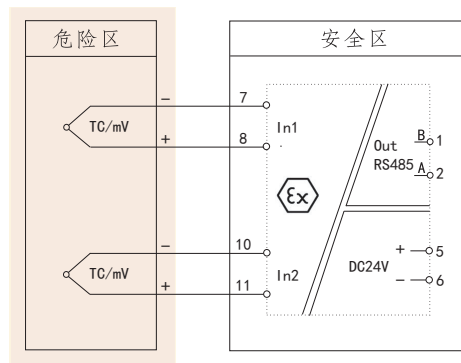 危险区
安全区
− 7
TC/mV
+ 8
In1
Out
RS485
B 1
A 2
εx
− 10
TC/mV
+ 11
In2
DC24V
+ 5
− 6